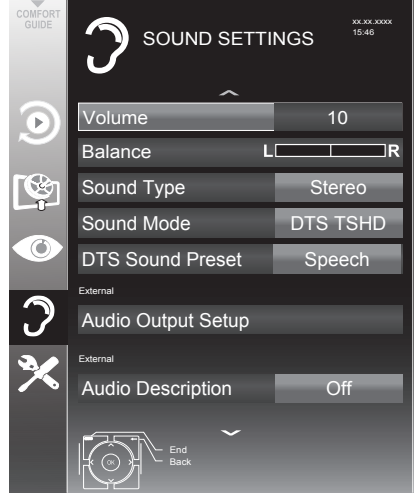 COMFORT
GUIDE
SOUND SETTINGS
xx.xx.xxxx
15:46
Volume 10
Balance L R
Sound Type Stereo
Sound Mode DTS TSHD
DTS Sound Preset Speech
External
Audio Output Setup
External
Audio Description Off
End
OK Back